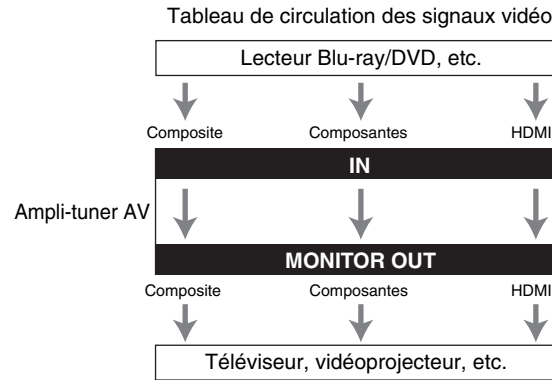 Tableau de circulation des signaux vidéo
Lecteur Blu-ray/DVD, etc.
Composite Composantes HDMI
IN
Ampli-tuner AV
MONITOR OUT
Composite Composantes HDMI
Téléviseur, vidéoprojecteur, etc.